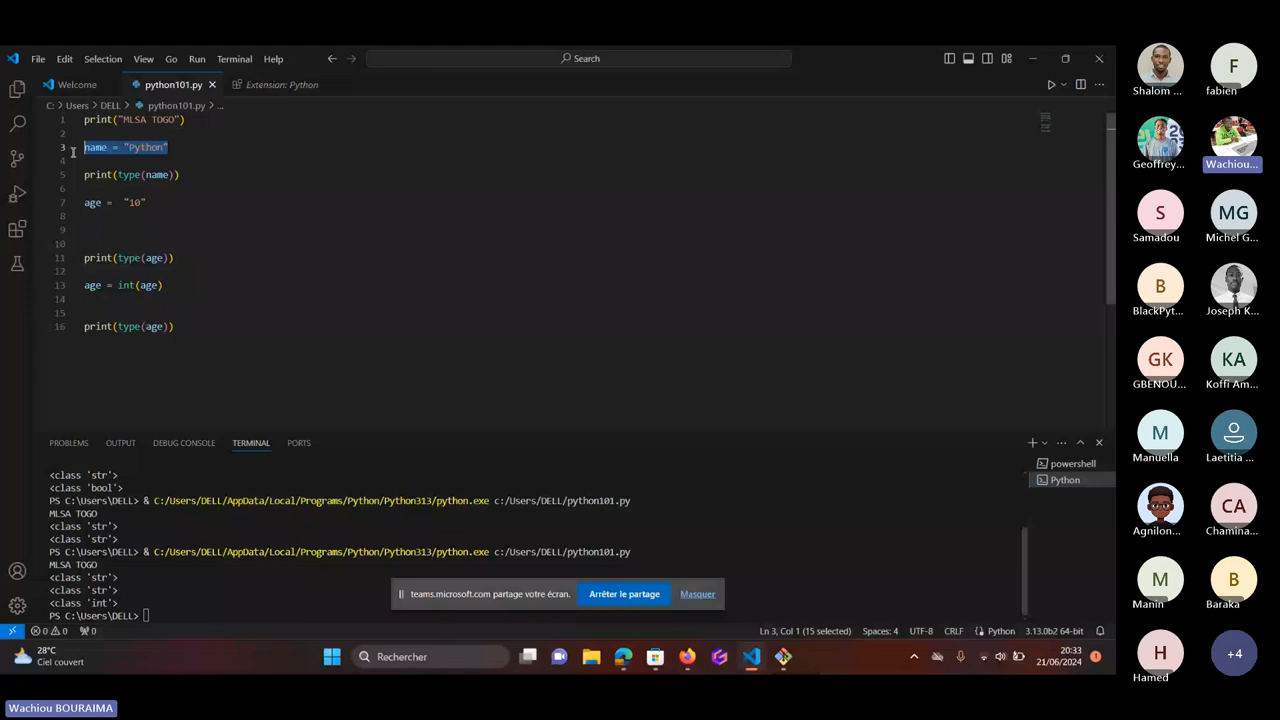 File Edit Selection View Go Run Terminal Help
Search
Welcome
python101.py
Extension: Python
C: > Users > DELL > python101.py > ...
1 print("MLSA TOGO")
2
3 name = "Python"
4
5 print(type(name))
6
7 age = "10"
8
9
10
11 print(type(age))
12
13 age = int(age)
14
15
16 print(type(age))
PROBLEMS OUTPUT DEBUG CONSOLE TERMINAL PORTS
powershell
Python
<class 'str'>
<class 'bool'>
PS C:\Users\DELL> & C:/Users/DELL/AppData/Local/Programs/Python/Python313/python.exe c:/Users/DELL/python101.py
MLSA TOGO
<class 'str'>
<class 'str'>
PS C:\Users\DELL> & C:/Users/DELL/AppData/Local/Programs/Python/Python313/python.exe c:/Users/DELL/python101.py
MLSA TOGO
<class 'str'>
<class 'str'>
<class 'int'>
PS C:\Users\DELL>
teams.microsoft.com partage votre écran. Arrêter le partage Masquer
0 0 0 Ln 3, Col 1 (15 selected) Spaces: 4 UTF-8 CRLF Python 3.13.0b2 64-bit
28°C
Ciel couvert
Rechercher
20:33
21/06/2024
1
Wachiou BOURAIMA
Shalom ...
F
fabien
Geoffrey...
Wachiou...
S
Samadou
MG
Michel G...
B
BlackPyt...
Joseph K...
GK
GBENOU...
KA
Koffi Am...
M
Manuella
Laetitia ...
Agnilon...
CA
Chamina...
M
Manin
B
Baraka
H
Hamed
+4